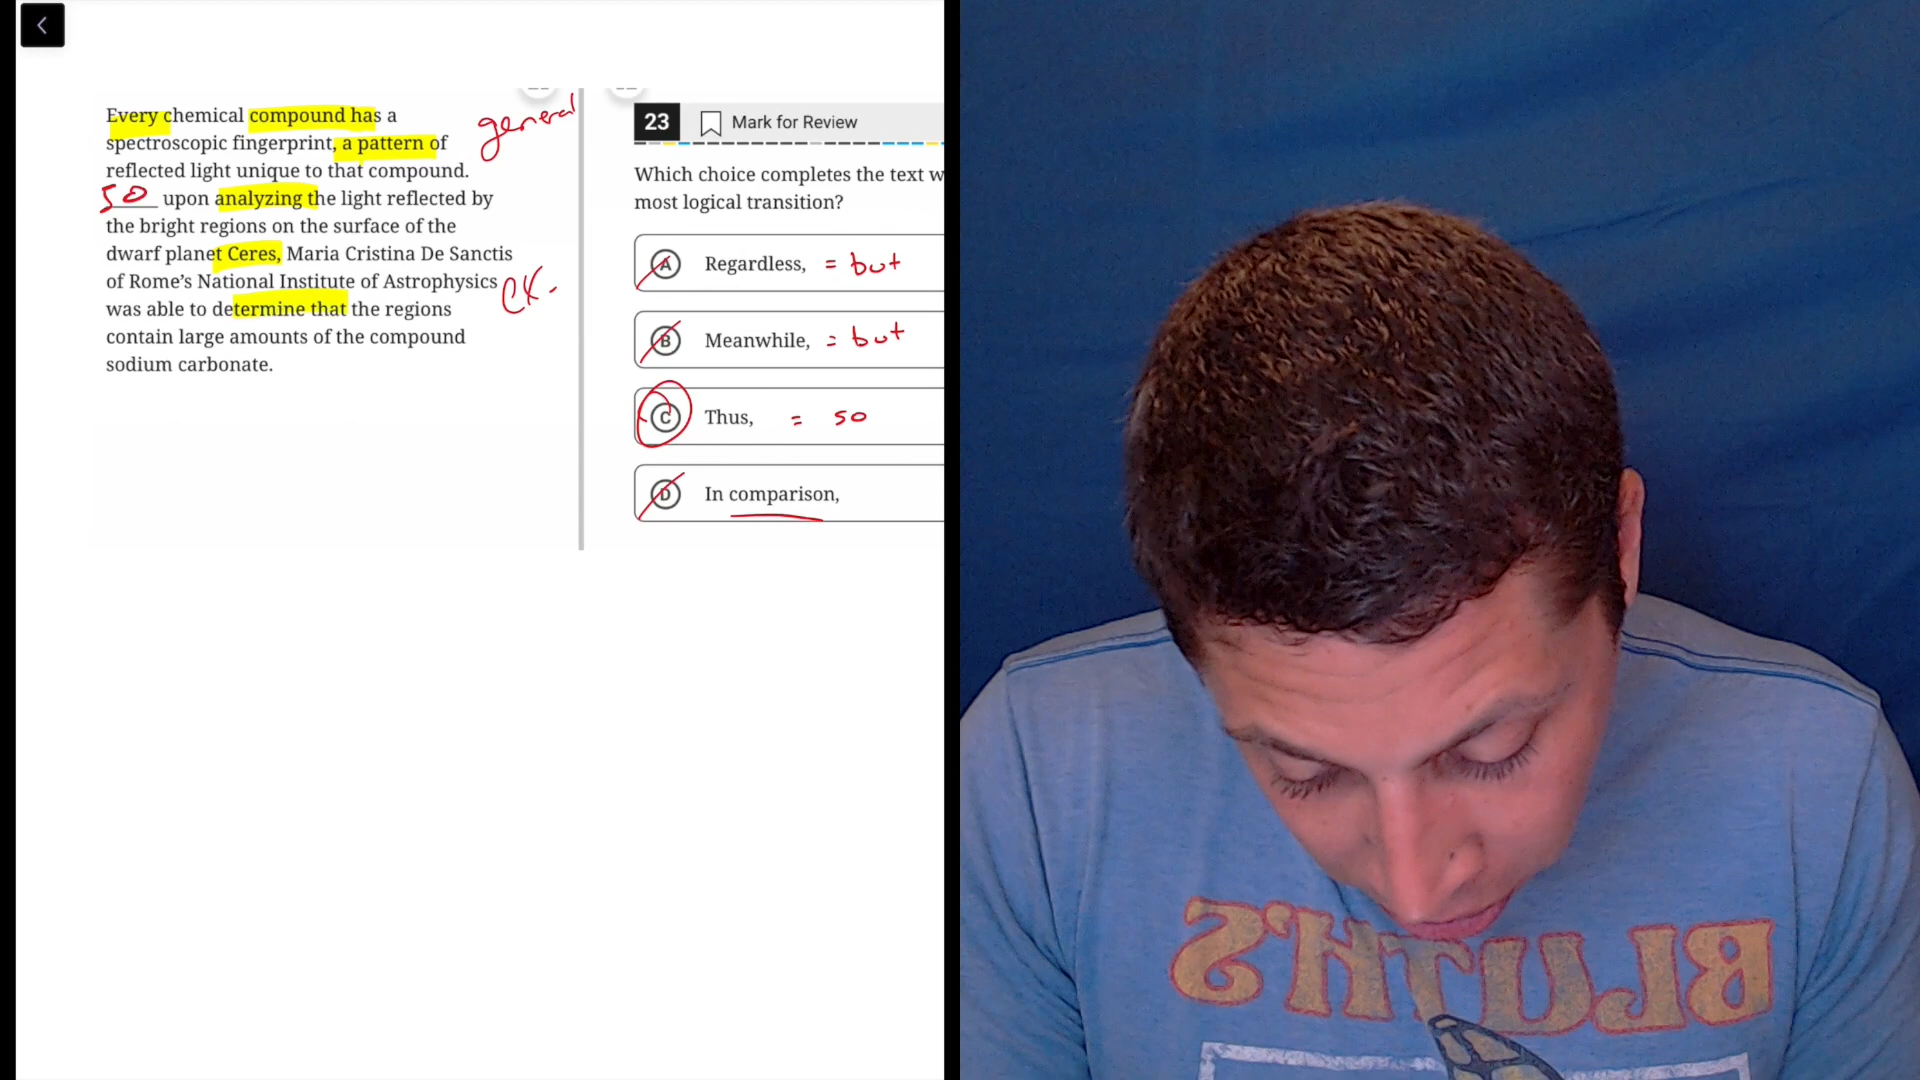 Every chemical compound has a
spectroscopic fingerprint, a pattern of
reflected light unique to that compound.
so upon analyzing the light reflected by
the bright regions on the surface of the
dwarf planet Ceres, Maria Cristina De Sanctis
of Rome's National Institute of Astrophysics
was able to determine that the regions
contain large amounts of the compound
sodium carbonate.
general
ex.
23 Mark for Review
Which choice completes the text w
most logical transition?
A Regardless, = but
B Meanwhile, = but
C Thus, = so
D In comparison,
BLUTH'S